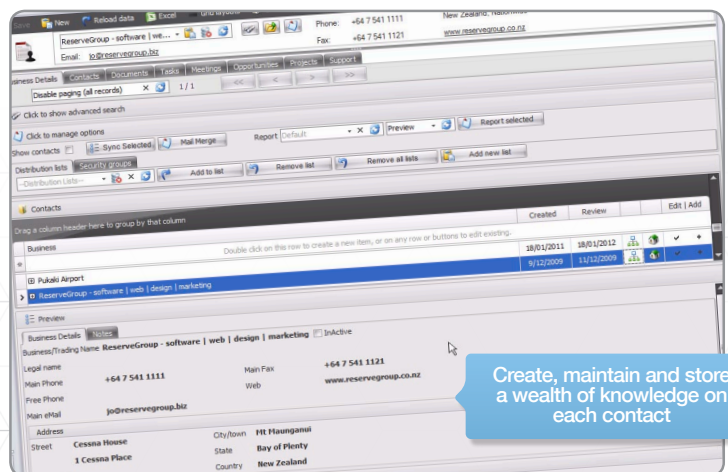 Save New Reload data Excel Grid layouts
ReserveGroup - software | we... Phone: +64 7 541 1111 New Zealand, Nationwide
Email: jo@reservegroup.biz Fax: +64 7 541 1121 www.reservegroup.co.nz
Business Details Contacts Documents Tasks Meetings Opportunities Projects Support
Disable paging (all records) 1/1 << < > >>
Click to show advanced search
Click to manage options
Show contacts Sync Selected Mail Merge Report Default Preview Report selected
Distribution lists Security groups
--Distribution Lists-- Add to list Remove list Remove all lists Add new list
Contacts
Drag a column header here to group by that column
Business Created Review Edit | Add
Double click on this row to create a new item, or on any row or buttons to edit existing.
Pukaki Airport 18/01/2011 18/01/2012
ReserveGroup - software | web | design | marketing 9/12/2009 11/12/2009
Preview
Business Details Notes
Business/Trading Name ReserveGroup - software | web | design | marketing InActive
Legal name
Main Phone +64 7 541 1111 Main Fax +64 7 541 1121
Free Phone Web www.reservegroup.co.nz
Main eMail jo@reservegroup.biz
Address
Street Cessna House City/town Mt Maunganui
1 Cessna Place State Bay of Plenty
Country New Zealand
Create, maintain and store
a wealth of knowledge on
each contact